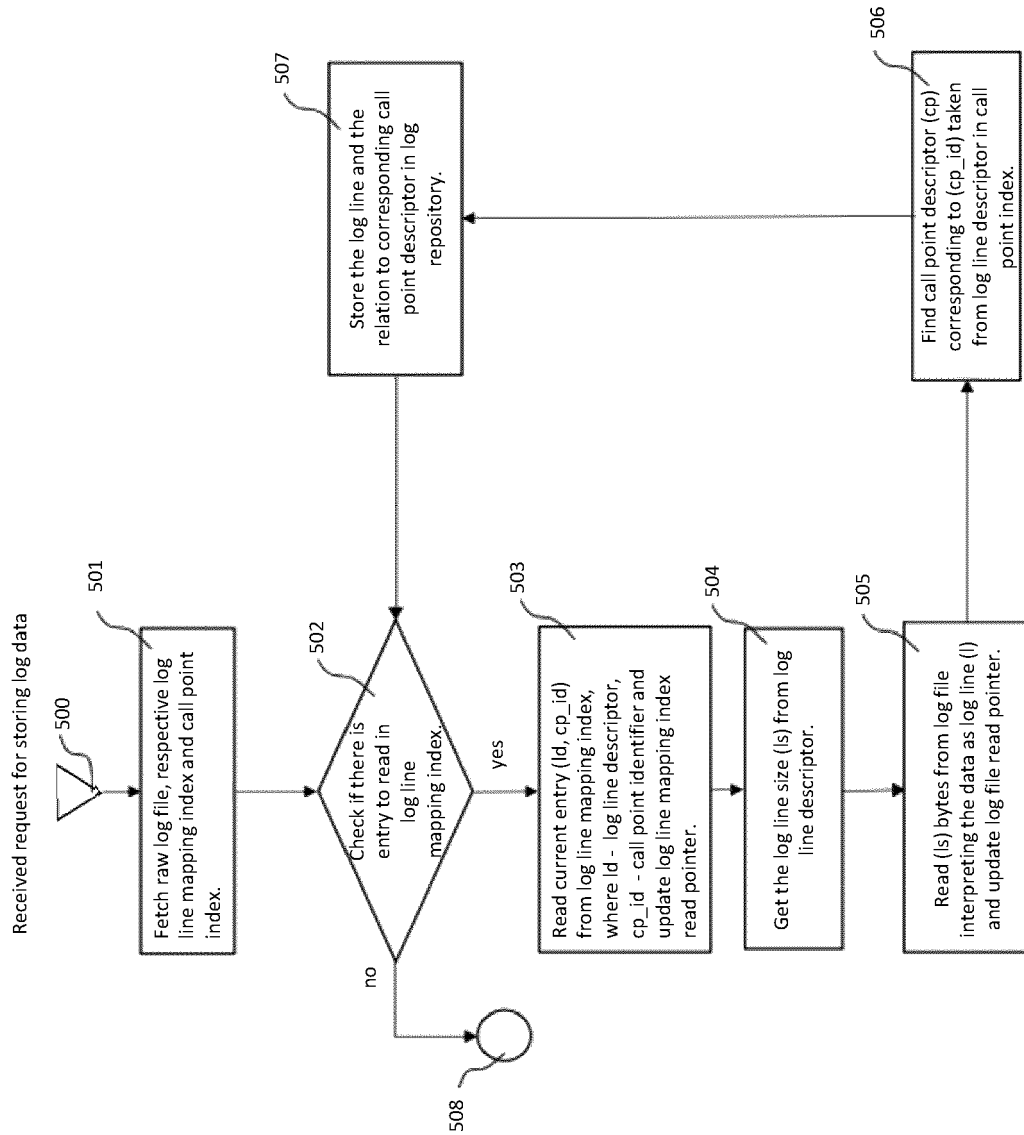 Received request for storing log data
500
501
Fetch raw log file, respective log
line mapping index and call point
index.
502
Check if there is
entry to read in
log line
mapping index.
no
yes
508
503
Read current entry (ld, cp_id)
from log line mapping index,
where ld - log line descriptor,
cp_id - call point identifier and
update log line mapping index
read pointer.
504
Get the log line size (ls) from log
line descriptor.
505
Read (ls) bytes from log file
interpreting the data as log line (l)
and update log file read pointer.
506
Find call point descriptor (cp)
corresponding to (cp_id) taken
from log line descriptor in call
point index.
507
Store the log line and the
relation to corresponding call
point descriptor in log
repository.